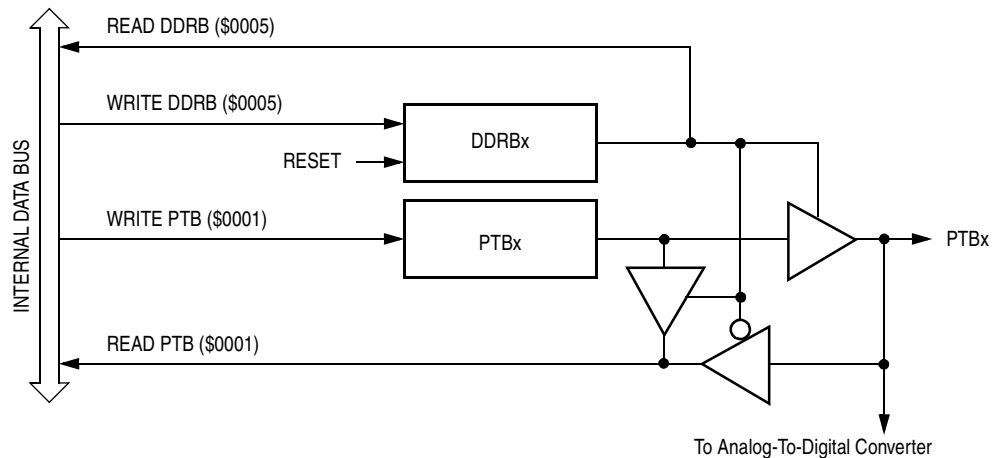 READ DDRB ($0005)
WRITE DDRB ($0005)
DDRBx
RESET
INTERNAL DATA BUS
WRITE PTB ($0001)
PTBx
PTBx
READ PTB ($0001)
To Analog-To-Digital Converter